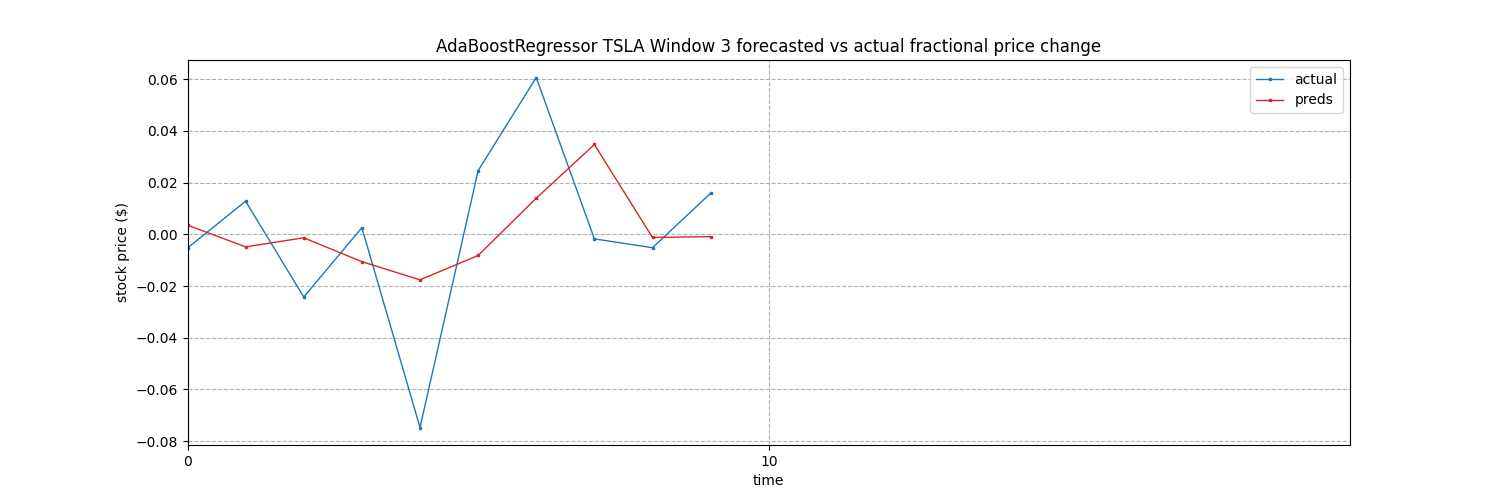 AdaBoostRegressor TSLA Window 3 forecasted vs actual fractional price change
actual
preds
0.06
0.04
0.02
0.00
−0.02
−0.04
−0.06
−0.08
stock price ($)
0
10
time